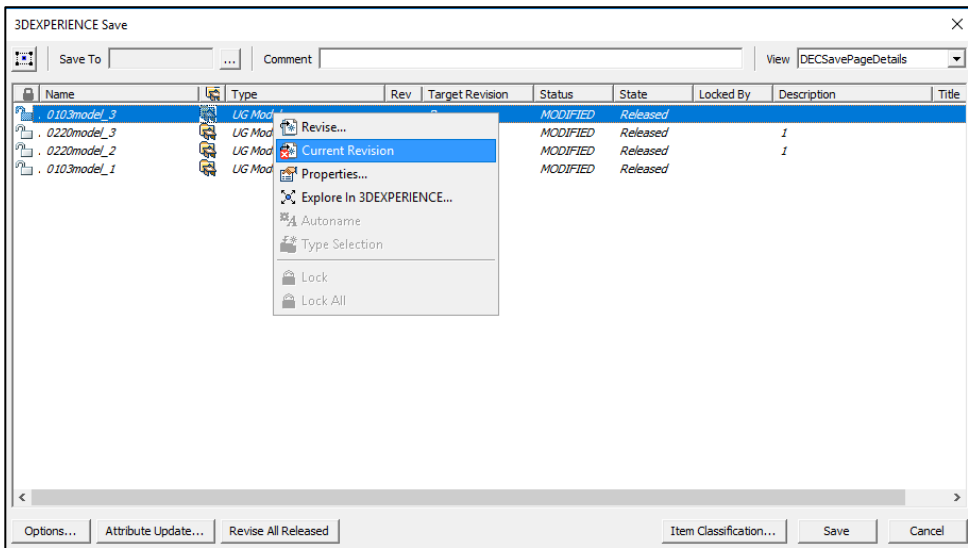 3DEXPERIENCE Save
Save To ... Comment View DECSavePageDetails
Name Type Rev Target Revision Status State Locked By Description Title
. 0103model_3 UG Mod MODIFIED Released
. 0220model_3 UG Mod MODIFIED Released 1
. 0220model_2 UG Mod MODIFIED Released 1
. 0103model_1 UG Mod MODIFIED Released
Revise...
Current Revision
Properties...
Explore In 3DEXPERIENCE...
Autoname
Type Selection
Lock
Lock All
Options... Attribute Update... Revise All Released Item Classification... Save Cancel